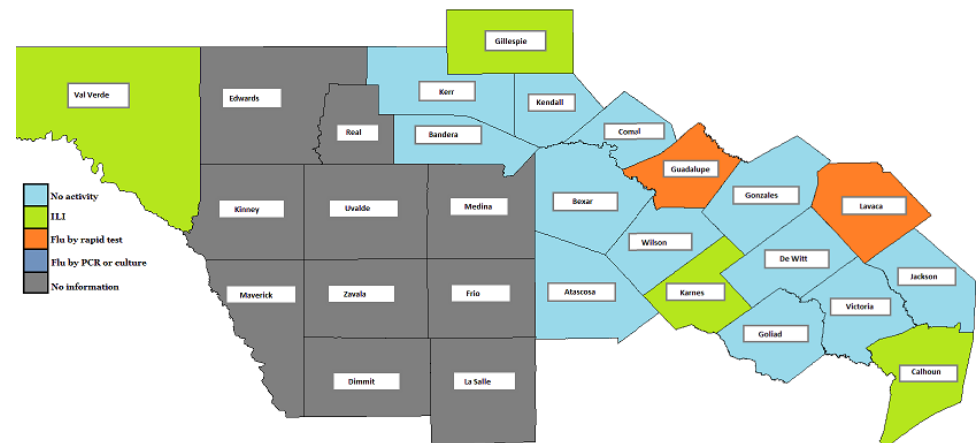 Gillespie
Val Verde
Edwards
Kerr
Kendall
Real
Bandera
Comal
Guadalupe
Gonzales
Lavaca
Kinney
Uvalde
Medina
Bexar
Wilson
De Witt
Jackson
Maverick
Zavala
Frio
Atascosa
Karnes
Victoria
Goliad
Calhoun
Dimmit
La Salle
No activity
ILI
Flu by rapid test
Flu by PCR or culture
No information